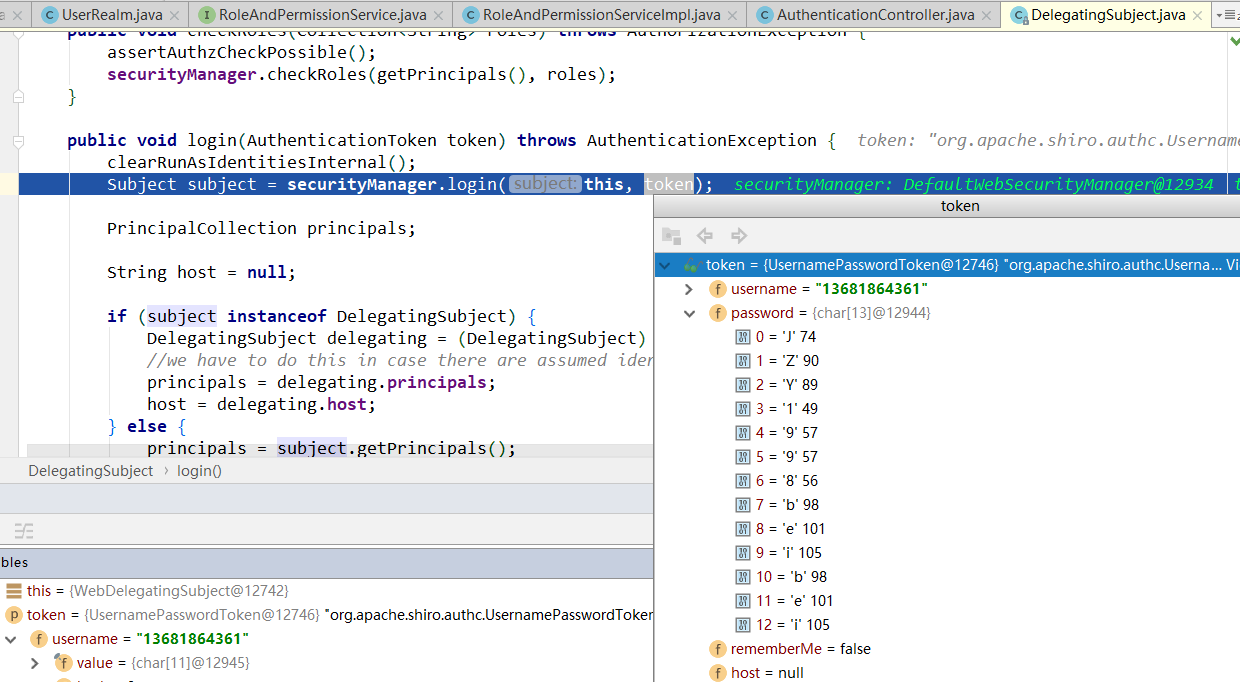 a
UserRealm.java
RoleAndPermissionService.java
RoleAndPermissionServiceImpl.java
AuthenticationController.java
DelegatingSubject.java
public void checkRoles(Collection<String> roles) throws AuthorizationException {
assertAuthzCheckPossible();
securityManager.checkRoles(getPrincipals(), roles);
}
public void login(AuthenticationToken token) throws AuthenticationException { token: "org.apache.shiro.authc.Username
clearRunAsIdentitiesInternal();
Subject subject = securityManager.login( subject: this, token); securityManager: DefaultWebSecurityManager@12934 t
PrincipalCollection principals;
String host = null;
if (subject instanceof DelegatingSubject) {
DelegatingSubject delegating = (DelegatingSubject)
//we have to do this in case there are assumed iden
principals = delegating.principals;
host = delegating.host;
} else {
principals = subject.getPrincipals();
DelegatingSubject › login()
token
token = {UsernamePasswordToken@12746} "org.apache.shiro.authc.Userna... Vi
username = "13681864361"
password = {char[13]@12944}
0 = 'J' 74
1 = 'Z' 90
2 = 'Y' 89
3 = '1' 49
4 = '9' 57
5 = '9' 57
6 = '8' 56
7 = 'b' 98
8 = 'e' 101
9 = 'i' 105
10 = 'b' 98
11 = 'e' 101
12 = 'i' 105
rememberMe = false
host = null
bles
this = {WebDelegatingSubject@12742}
token = {UsernamePasswordToken@12746} "org.apache.shiro.authc.UsernamePasswordToken
username = "13681864361"
value = {char[11]@12945}